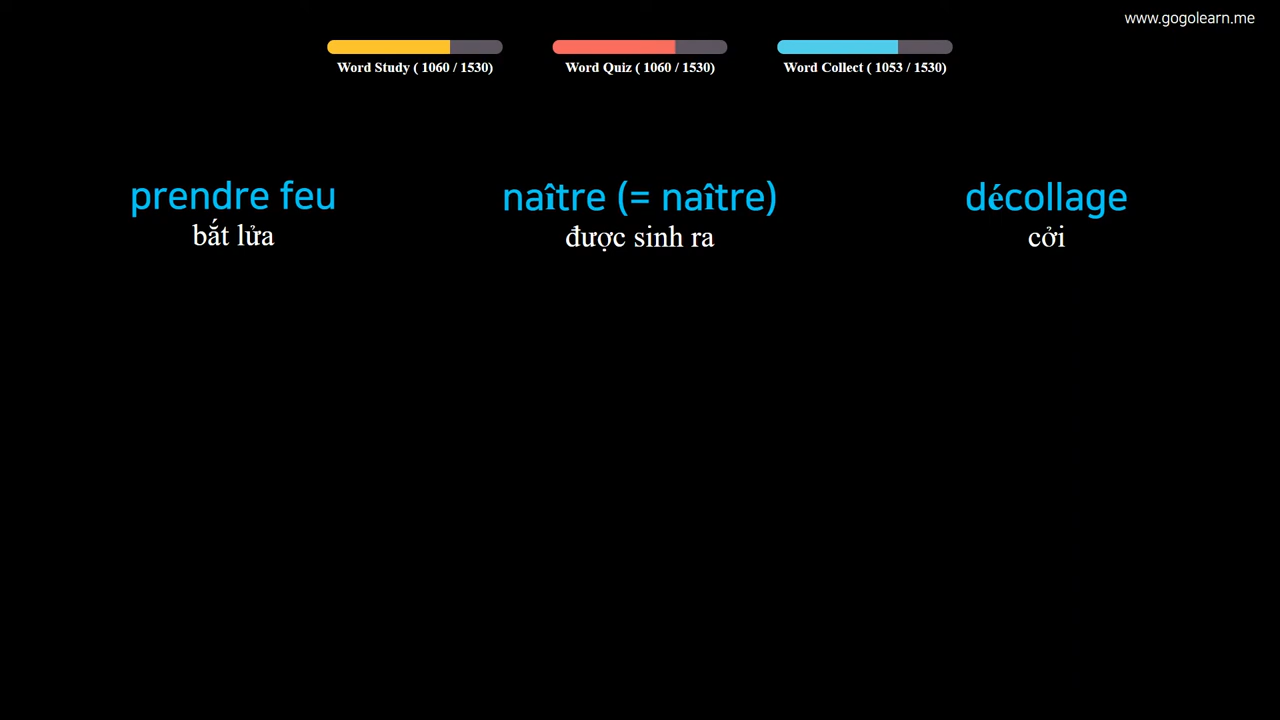 www.gogolearn.me
Word Study ( 1060 / 1530)
Word Quiz ( 1060 / 1530)
Word Collect ( 1053 / 1530)
prendre feu
bắt lửa
naître (= naître)
được sinh ra
décollage
cởi